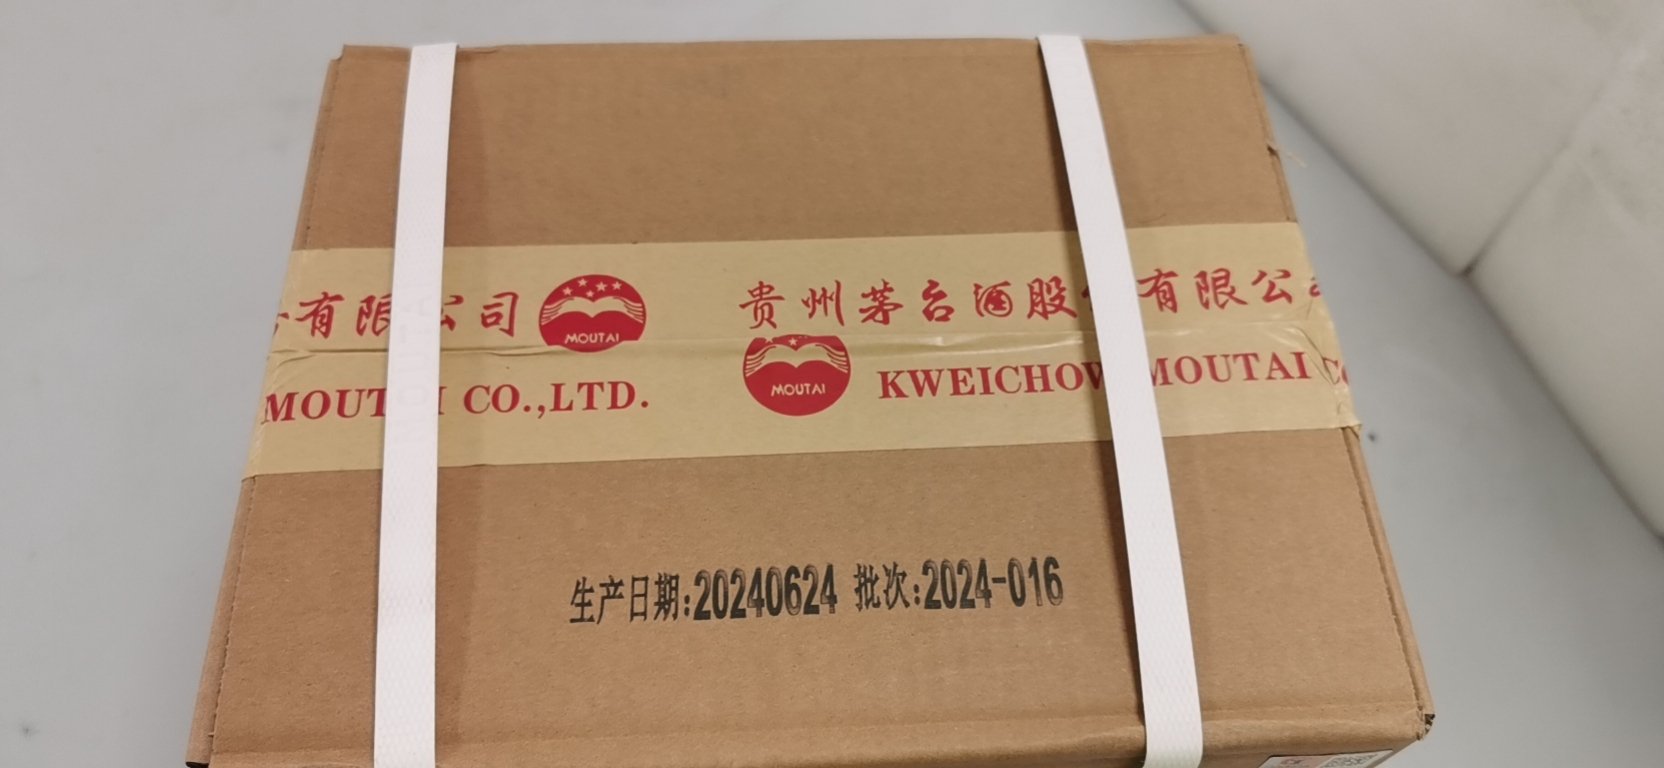 有限公司
MOUTAI
贵州茅台酒股 有限公
MOUTAI CO.,LTD.
MOUTAI
KWEICHOW MOUTAI
生产日期:20240624 批次:2024-016